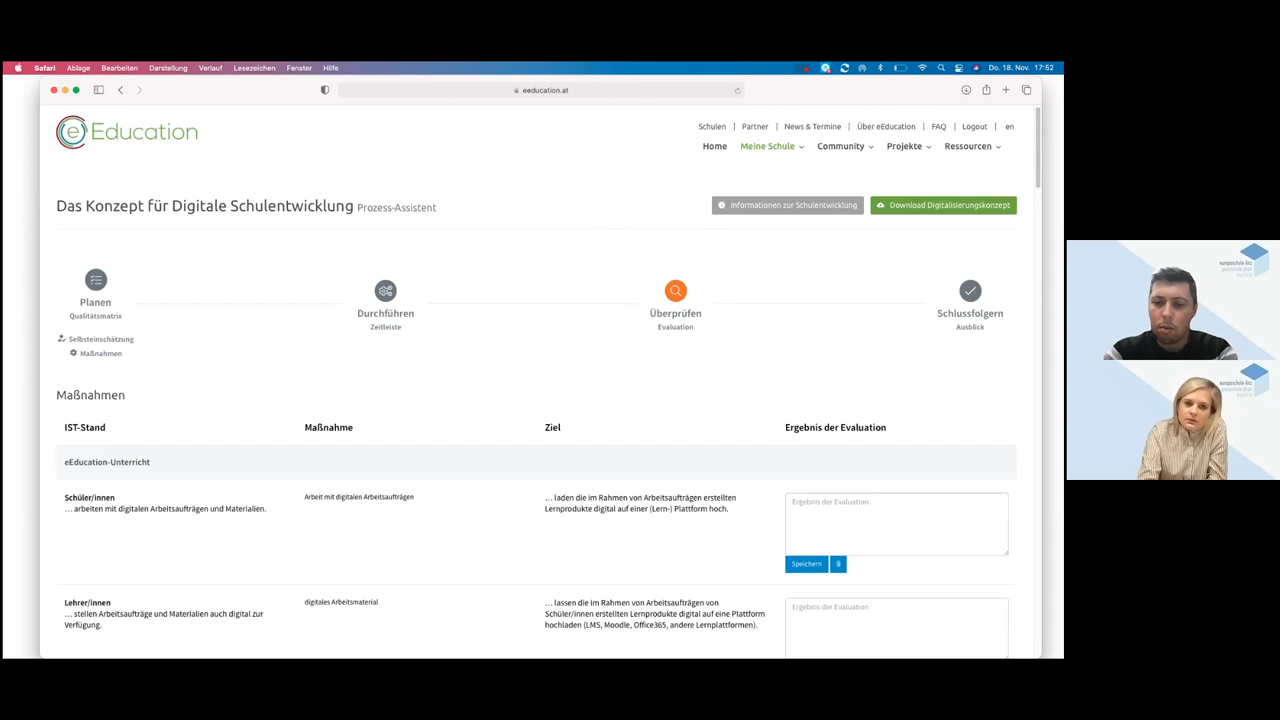 Safari Ablage Bearbeiten Darstellung Verlauf Lesezeichen Fenster Hilfe Do. 18. Nov. 17:52
eeducation.at
eEducation
Schulen | Partner | News & Termine | Über eEducation | FAQ | Logout | en
Home Meine Schule Community Projekte Ressourcen
Das Konzept für Digitale Schulentwicklung Prozess-Assistent
Informationen zur Schulentwicklung
Download Digitalisierungskonzept
Planen
Qualitätsmatrix
Selbsteinschätzung
Maßnahmen
Durchführen
Zeitleiste
Überprüfen
Evaluation
Schlussfolgern
Ausblick
Maßnahmen
IST-Stand Maßnahme Ziel Ergebnis der Evaluation
eEducation-Unterricht
Schüler/innen
... arbeiten mit digitalen Arbeitsaufträgen und Materialien.
Arbeit mit digitalen Arbeitsaufträgen
... laden die im Rahmen von Arbeitsaufträgen erstellten
Lernprodukte digital auf einer (Lern-) Plattform hoch.
Ergebnis der Evaluation
Speichern
Lehrer/innen
... stellen Arbeitsaufträge und Materialien auch digital zur
Verfügung.
digitales Arbeitsmaterial
... lassen die im Rahmen von Arbeitsaufträgen von
Schüler/innen erstellten Lernprodukte digital auf eine Plattform
hochladen (LMS, Moodle, Office365, andere Lernplattformen).
Ergebnis der Evaluation
europaschule linz
europaschule linz